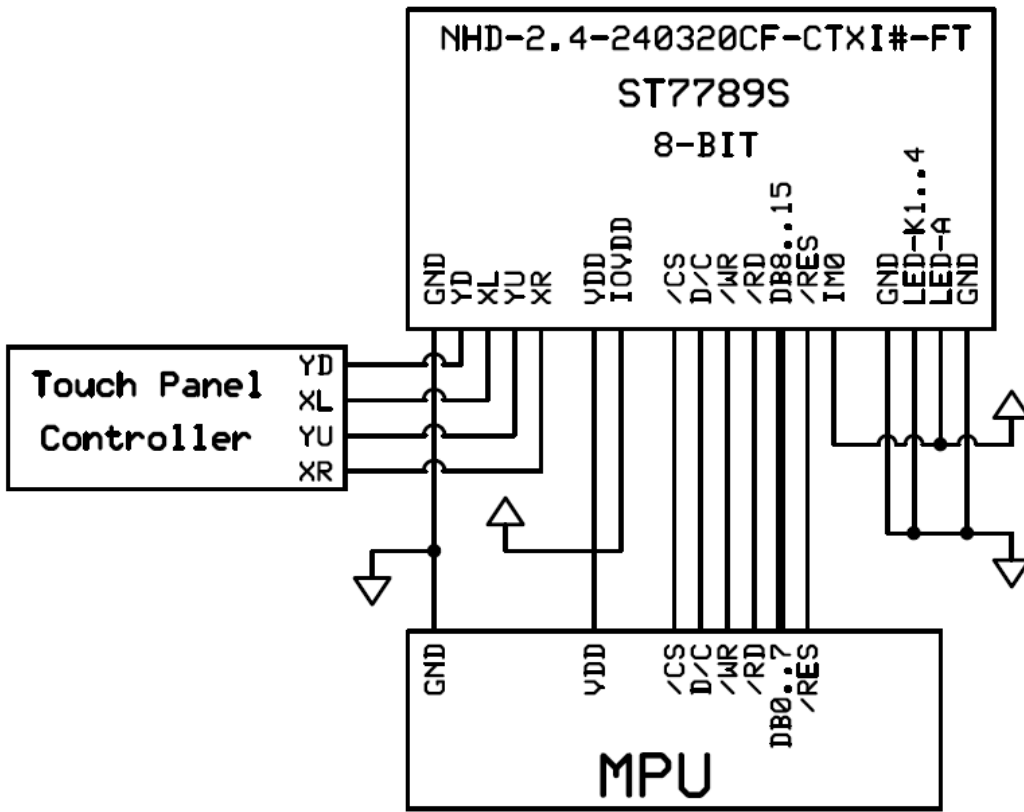 NHD-2.4-240320CF-CTXI#-FT
ST7789S
8-BIT
GND
YD
XL
YU
XR
VDD
IOVDD
/CS
D/C
/WR
/RD
DB8..15
/RES
IM0
GND
LED-K1..4
LED-A
GND
Touch Panel
Controller
YD
XL
YU
XR
GND
VDD
/CS
D/C
/WR
/RD
DB0..7
/RES
MPU